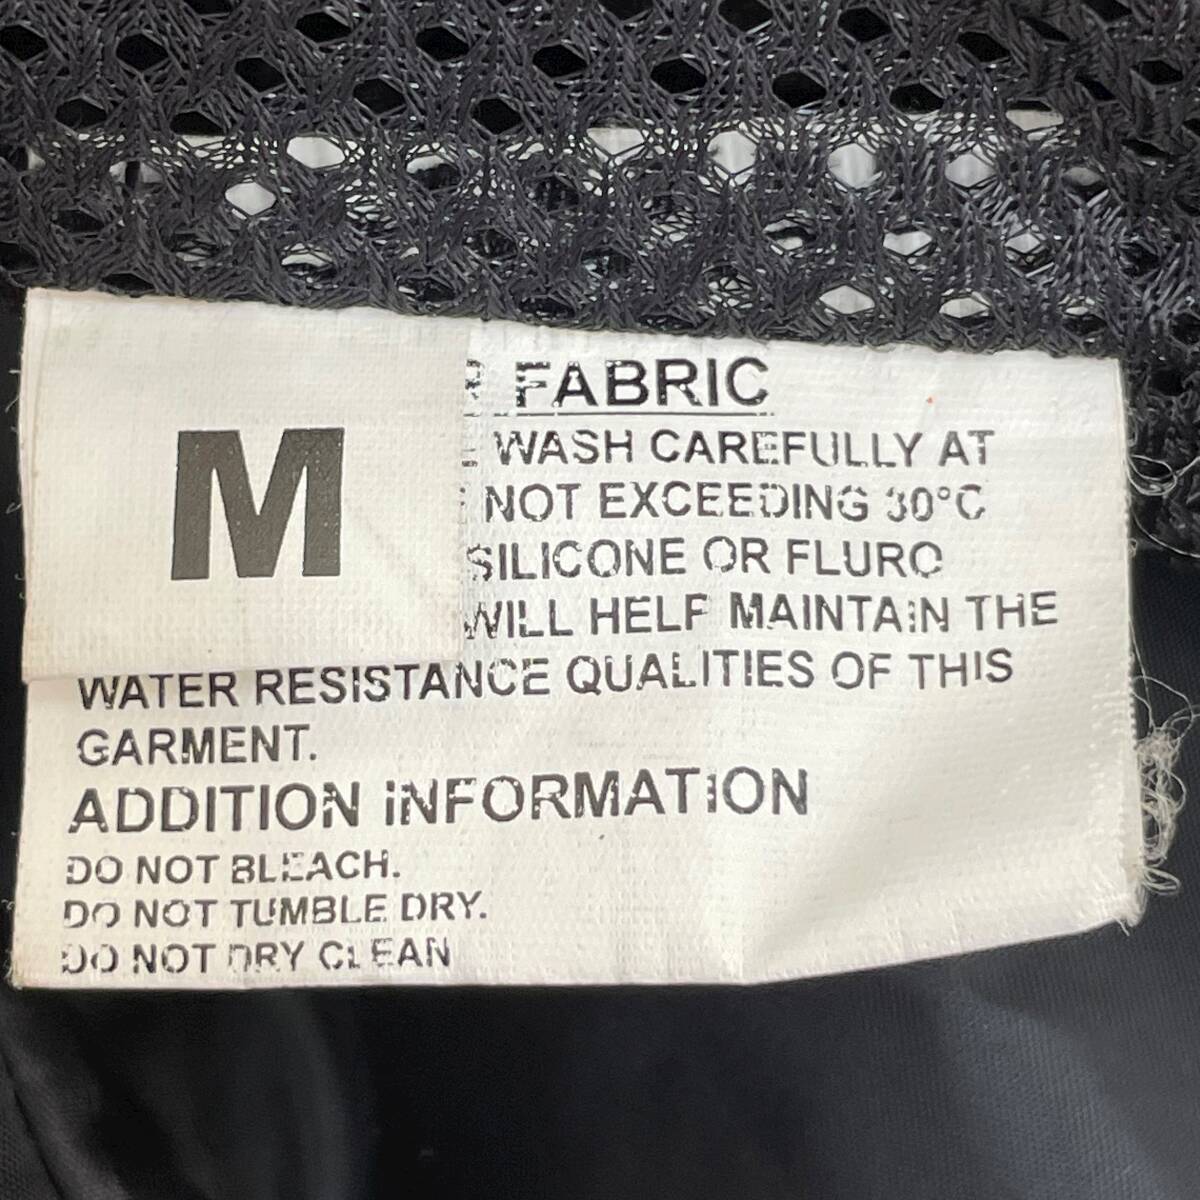 M
FABRIC
WASH CAREFULLY AT
NOT EXCEEDING 30°C
SILICONE OR FLURO
WILL HELP MAINTAIN THE
WATER RESISTANCE QUALITIES OF THIS
GARMENT.
ADDITION INFORMATION
DO NOT BLEACH.
DO NOT TUMBLE DRY.
DO NOT DRY CLEAN